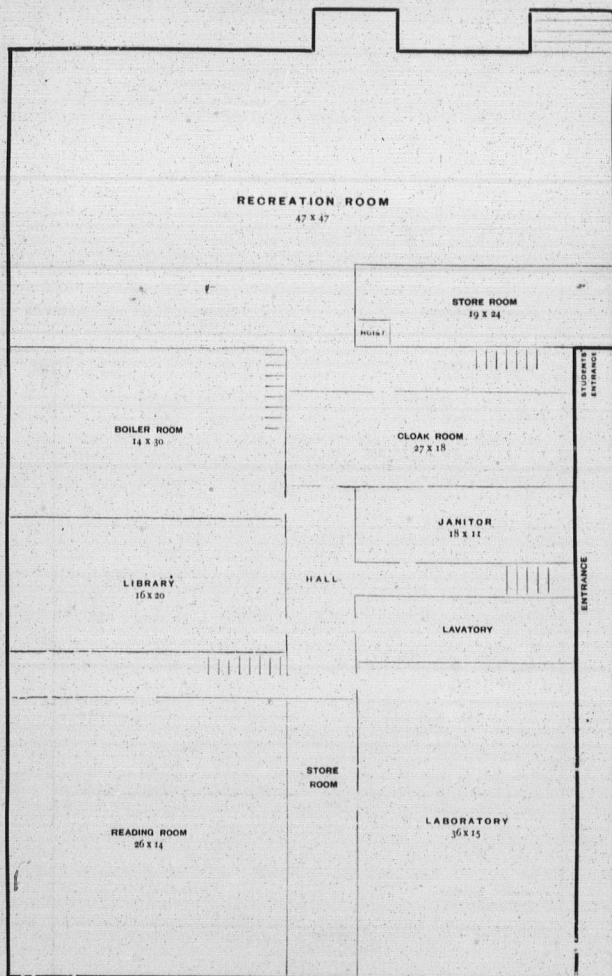 RECREATION ROOM
47 x 47
STORE ROOM
19 x 24
HOIST
STUDENTS'
ENTRANCE
BOILER ROOM
14 x 30
CLOAK ROOM
27 x 18
JANITOR
18 x 11
LIBRARY
16 x 20
HALL
ENTRANCE
LAVATORY
STORE
ROOM
READING ROOM
26 x 14
LABORATORY
36 x 15